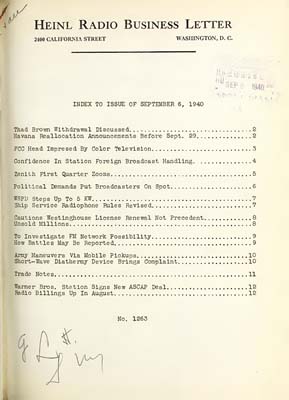 HEINL RADIO BUSINESS LETTER
2400 CALIFORNIA STREET WASHINGTON, D. C.
SEP 6 1940
INDEX TO ISSUE OF SEPTEMBER 6, 1940
Thad Brown Withdrawal Discussed....2
Havana Reallocation Announcements Before Sept. 29....2
FCC Head Impressed By Color Television....3
Confidence In Station Foreign Broadcast Handling....4
Zenith First Quarter Zooms....5
Political Demands Put Broadcasters On Spot....6
Steps Up To 5 KW....7
Ship Service Radiophone Rules Revised....7
Cautions Westinghouse License Renewal Not Precedent....8
Unsold Millions....8
To Investigate FM Network Possibility....9
How Battles May Be Reported....9
Army Maneuvers Via Mobile Pickups....10
Short-Wave Diathermy Device Brings Complaint....10
Trade Notes....11
Warner Bros. Station Signs New ASCAP Deal....12
Radio Billings Up In August....12
No. 1263